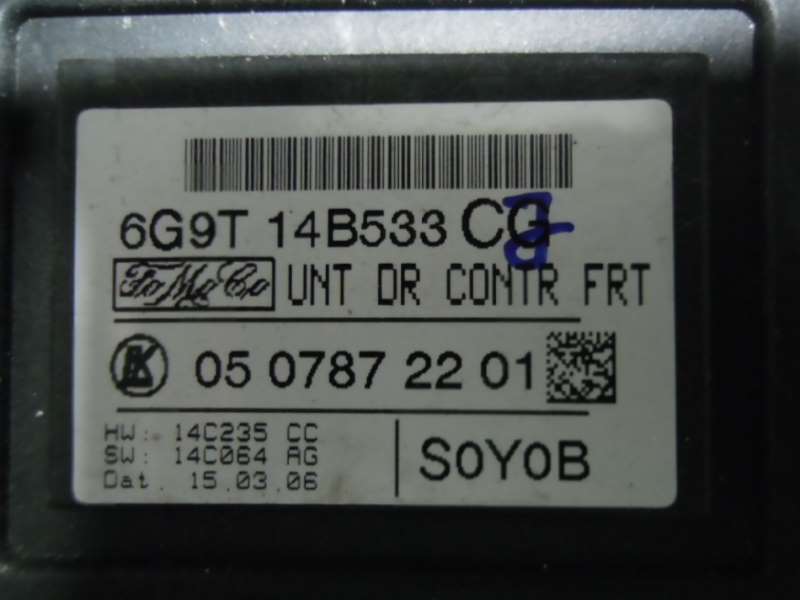 6G9T 14B533 CG
FoMoCo UNT DR CONTR FRT
05 0787 22 01
HW: 14C235 CC
SW: 14C064 AG
Dat. 15.03.06
S0Y0B